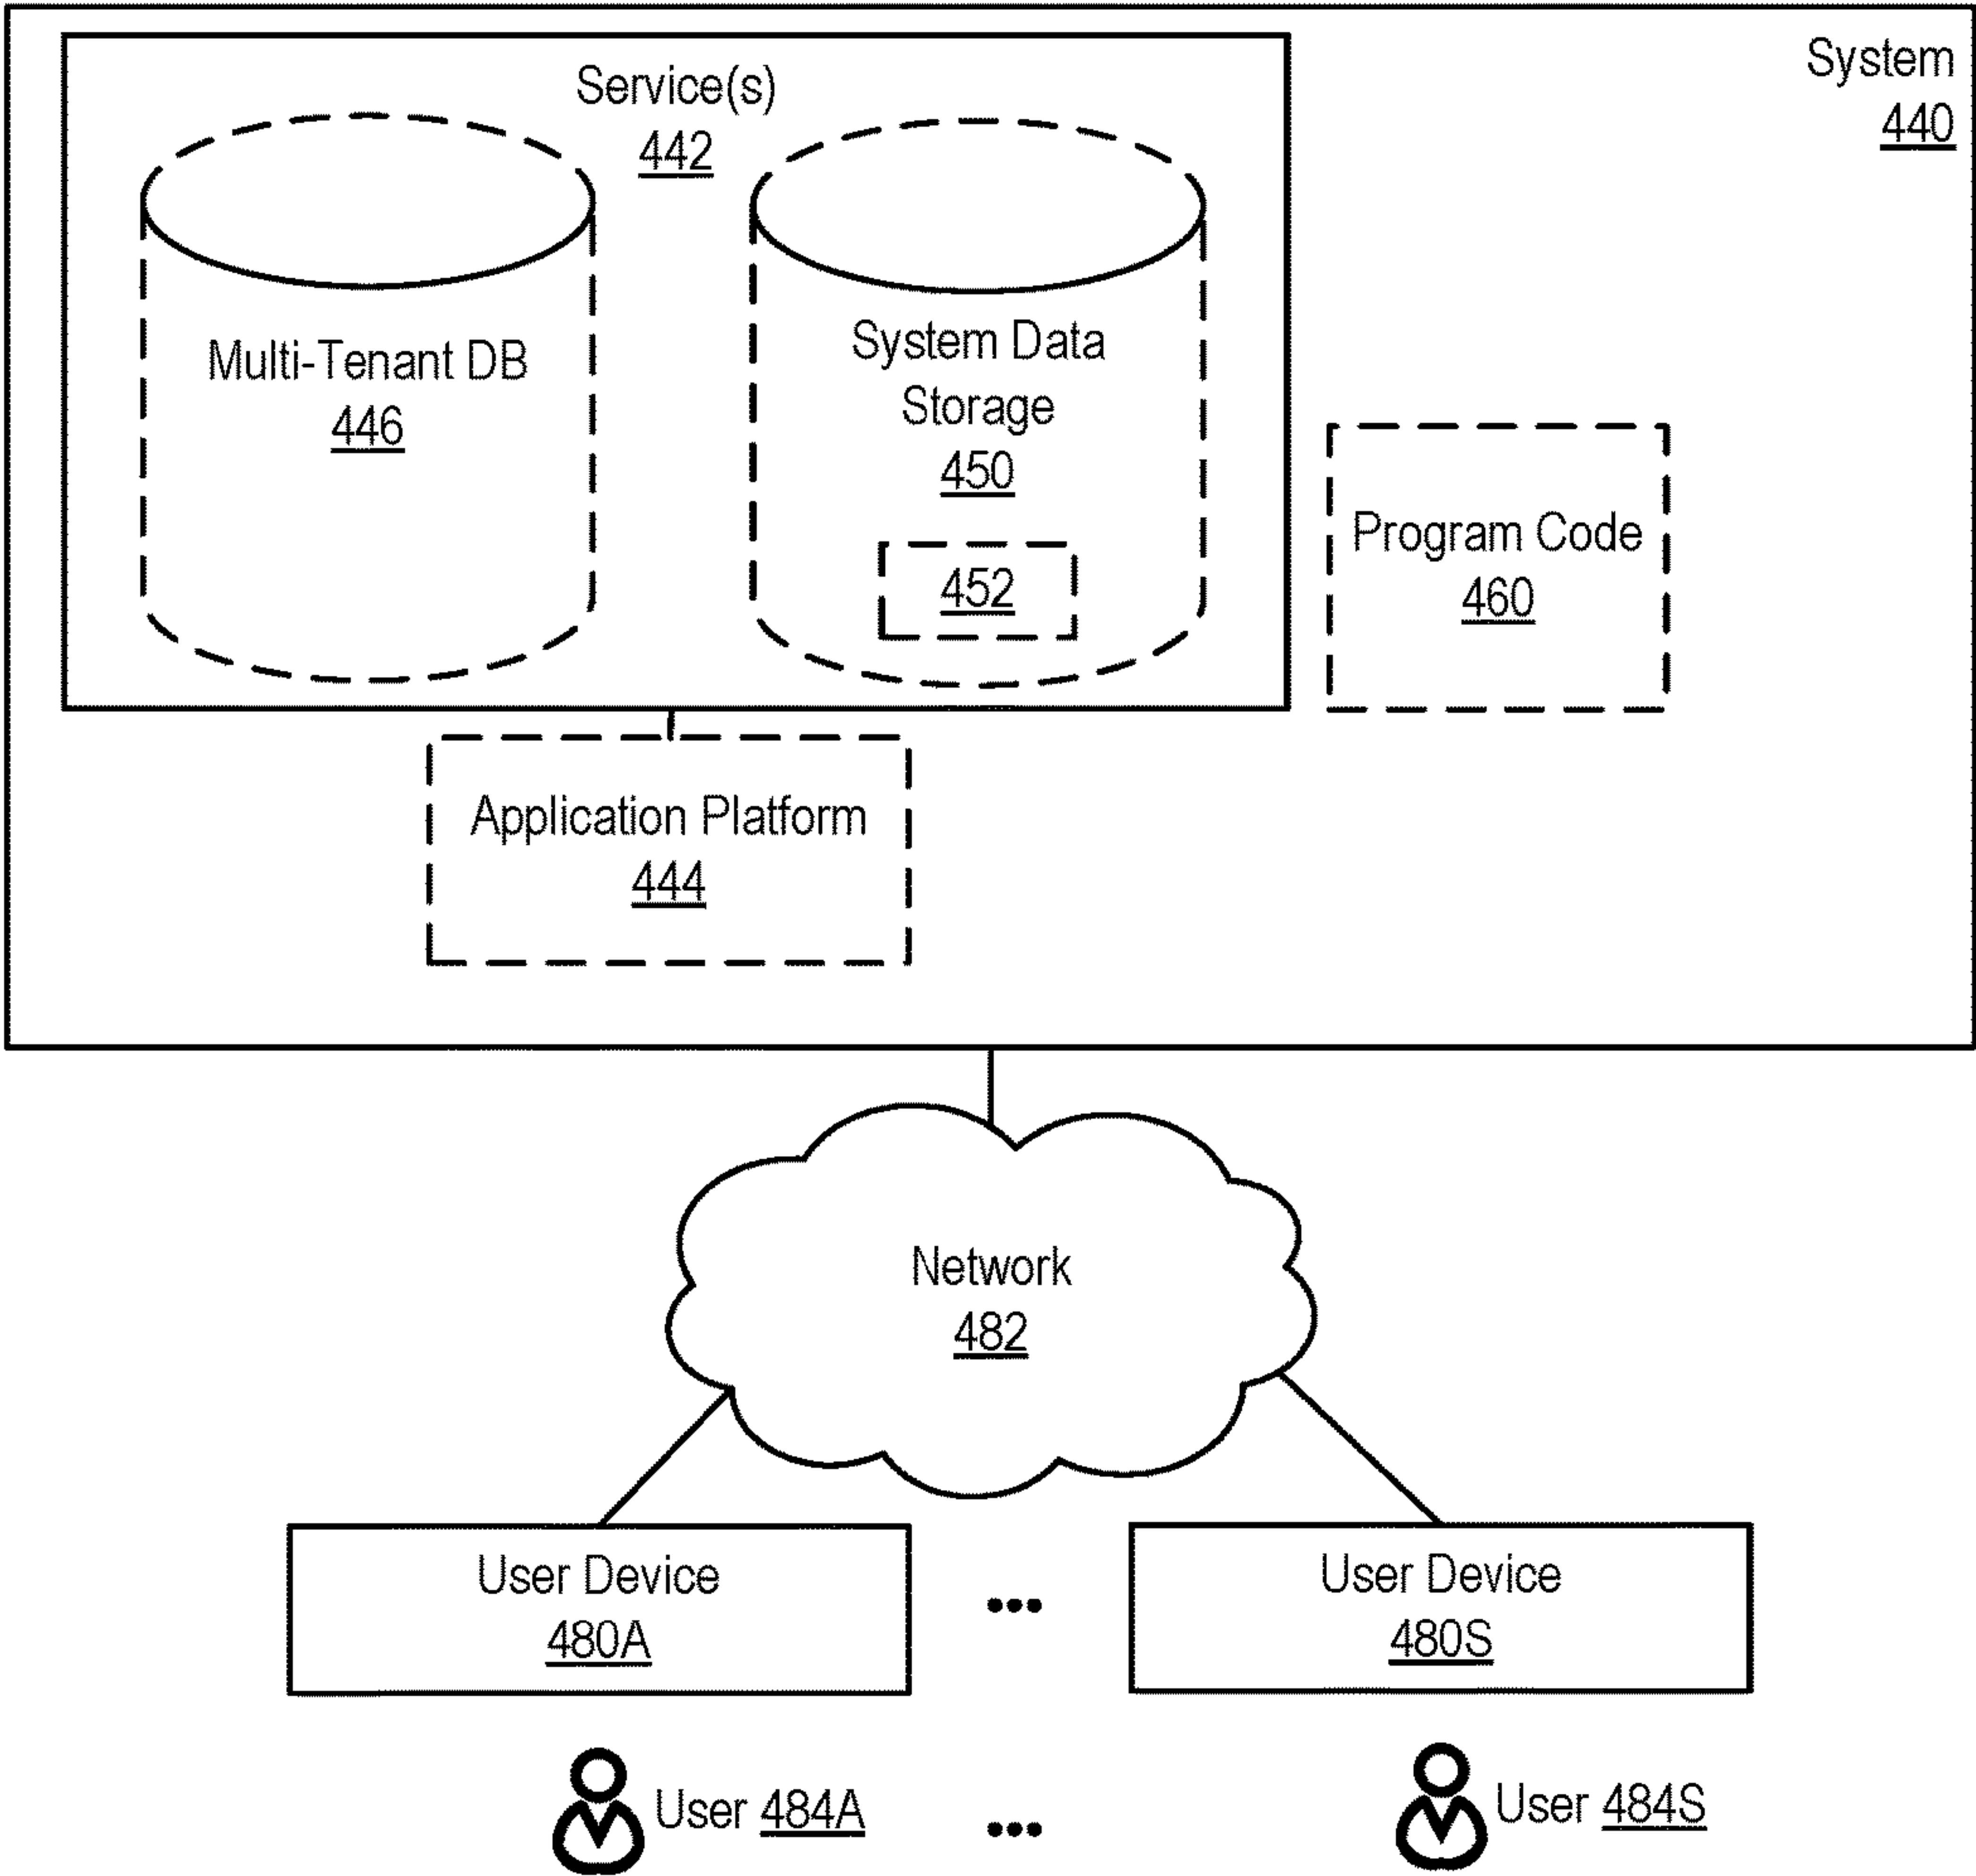 System
440
Service(s)
442
Multi-Tenant DB
446
System Data
Storage
450
452
Program Code
460
Application Platform
444
Network
482
User Device
480A
•••
User Device
480S
User 484A
•••
User 484S